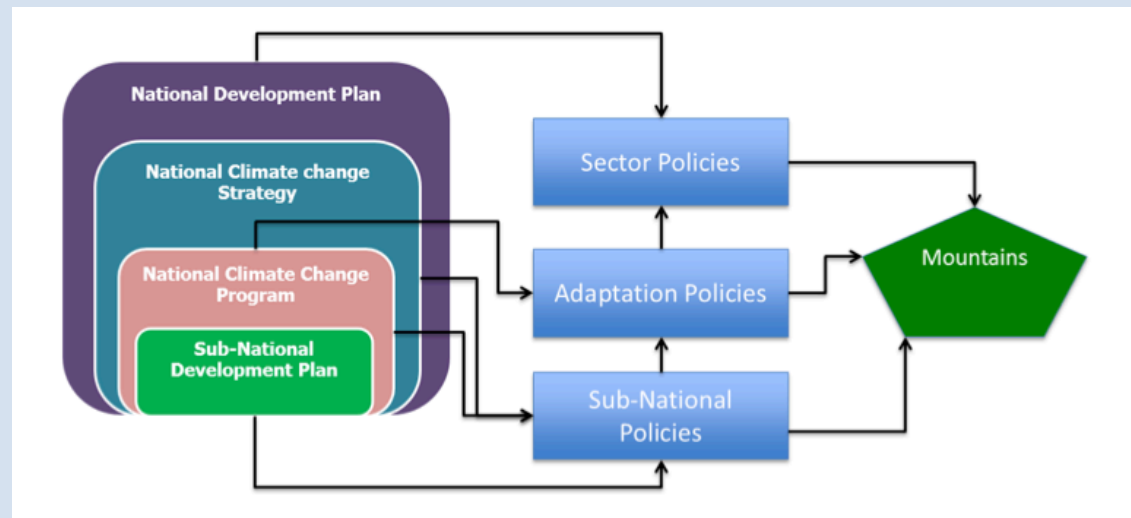 National Development Plan
National Climate change
Strategy
National Climate Change
Program
Sub-National
Development Plan
Sector Policies
Adaptation Policies
Sub-National
Policies
Mountains